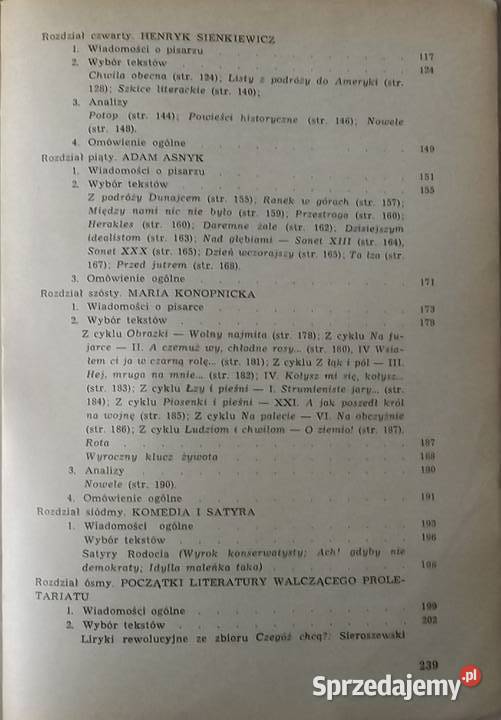 Rozdział czwarty. HENRYK SIENKIEWICZ
1. Wiadomości o pisarzu . . . . . . 117
2. Wybór tekstów . . . . . . 124
Chwila obecna (str. 124); Listy z podróży do Ameryki (str.
128); Szkice literackie (str. 140);
3. Analizy
Potop (str. 144); Powieści historyczne (str. 146); Nowele
(str. 148).
4. Omówienie ogólne . . . . . . 149
Rozdział piąty. ADAM ASNYK
1. Wiadomości o pisarzu . . . . . . 151
2. Wybór tekstów . . . . . . 155
Z podróży Dunajcem (str. 155); Ranek w górach (str. 157);
Między nami nic nie było (str. 159); Przestroga (str. 160);
Herakles (str. 160); Daremne żale (str. 162); Dzisiejszym
idealistom (str. 163); Nad głębiami — Sonet XIII (str. 164),
Sonet XXX (str. 165); Dzień wczorajszy (str. 165); Ta łza (str.
167); Przed jutrem (str. 168).
3. Omówienie ogólne . . . . . . 171
Rozdział szósty. MARIA KONOPNICKA
1. Wiadomości o pisarce . . . . . . 173
2. Wybór tekstów . . . . . . 178
Z cyklu Obrazki — Wolny najmita (str. 178); Z cyklu Na fu-
jarce — II. A czemuż wy, chłodne rosy... (str. 180), IV Wsia-
łem ci ja w czarną rolę... (str. 181); Z cyklu Z łąk i pól — III.
Hej, mruga na mnie... (str. 182); IV. Kołysz mi się, kołysz...
(str. 183); Z cyklu Łzy i pieśni — I. Strumieniste jary... (str.
184); Z cyklu Piosenki i pieśni — XXI. A jak poszedł król
na wojnę (str. 185); Z cyklu Na palecie — VI. Na obczyźnie
(str. 186); Z cyklu Ludziom i chwilom — O ziemio! (str. 187).
Rota . . . . . . 187
Wyroczny klucz żywota . . . . . . 188
3. Analizy . . . . . . 190
Nowele (str. 190).
4. Omówienie ogólne . . . . . . 191
Rozdział siódmy. KOMEDIA I SATYRA
1. Wiadomości ogólne . . . . . . 193
Wybór tekstów . . . . . . 196
Satyry Rodocia (Wyrok konserwatysty; Ach! gdyby nie
demokraty; Idylla maleńka taka) . . . . . . 196
Rozdział ósmy. POCZĄTKI LITERATURY WALCZĄCEGO PROLE-
TARIATU
1. Wiadomości ogólne . . . . . . 199
2. Wybór tekstów . . . . . . 202
Liryki rewolucyjne ze zbioru Czegóż chcą?: Sieroszewski
239
Sprzedajemy.pl